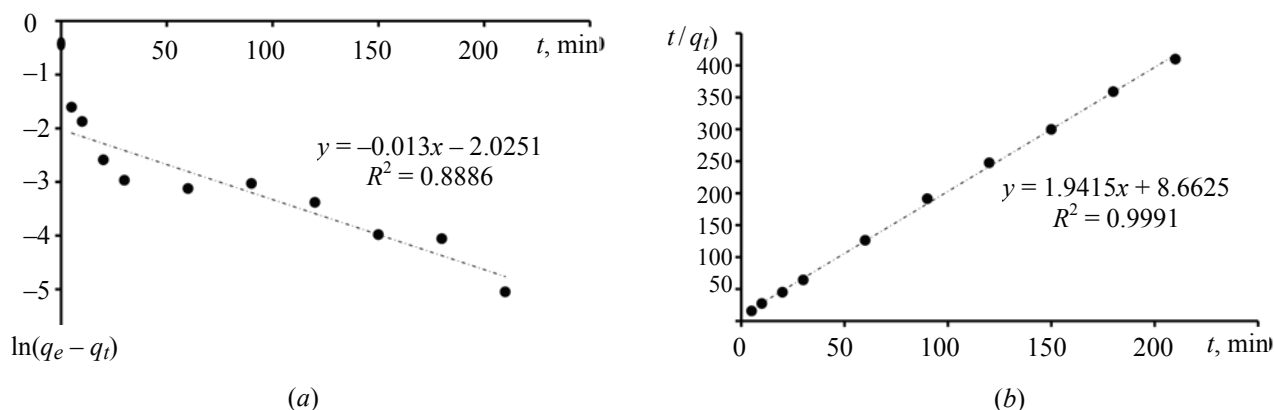 0
50
100
150
200
t, min)
−1
−2
−3
−4
−5
y = −0.013x − 2.0251
R² = 0.8886
ln(qₑ − qₜ)
(a)
t/qₜ)
400
350
300
250
200
150
100
50
y = 1.9415x + 8.6625
R² = 0.9991
0
50
100
150
200
t, min)
(b)